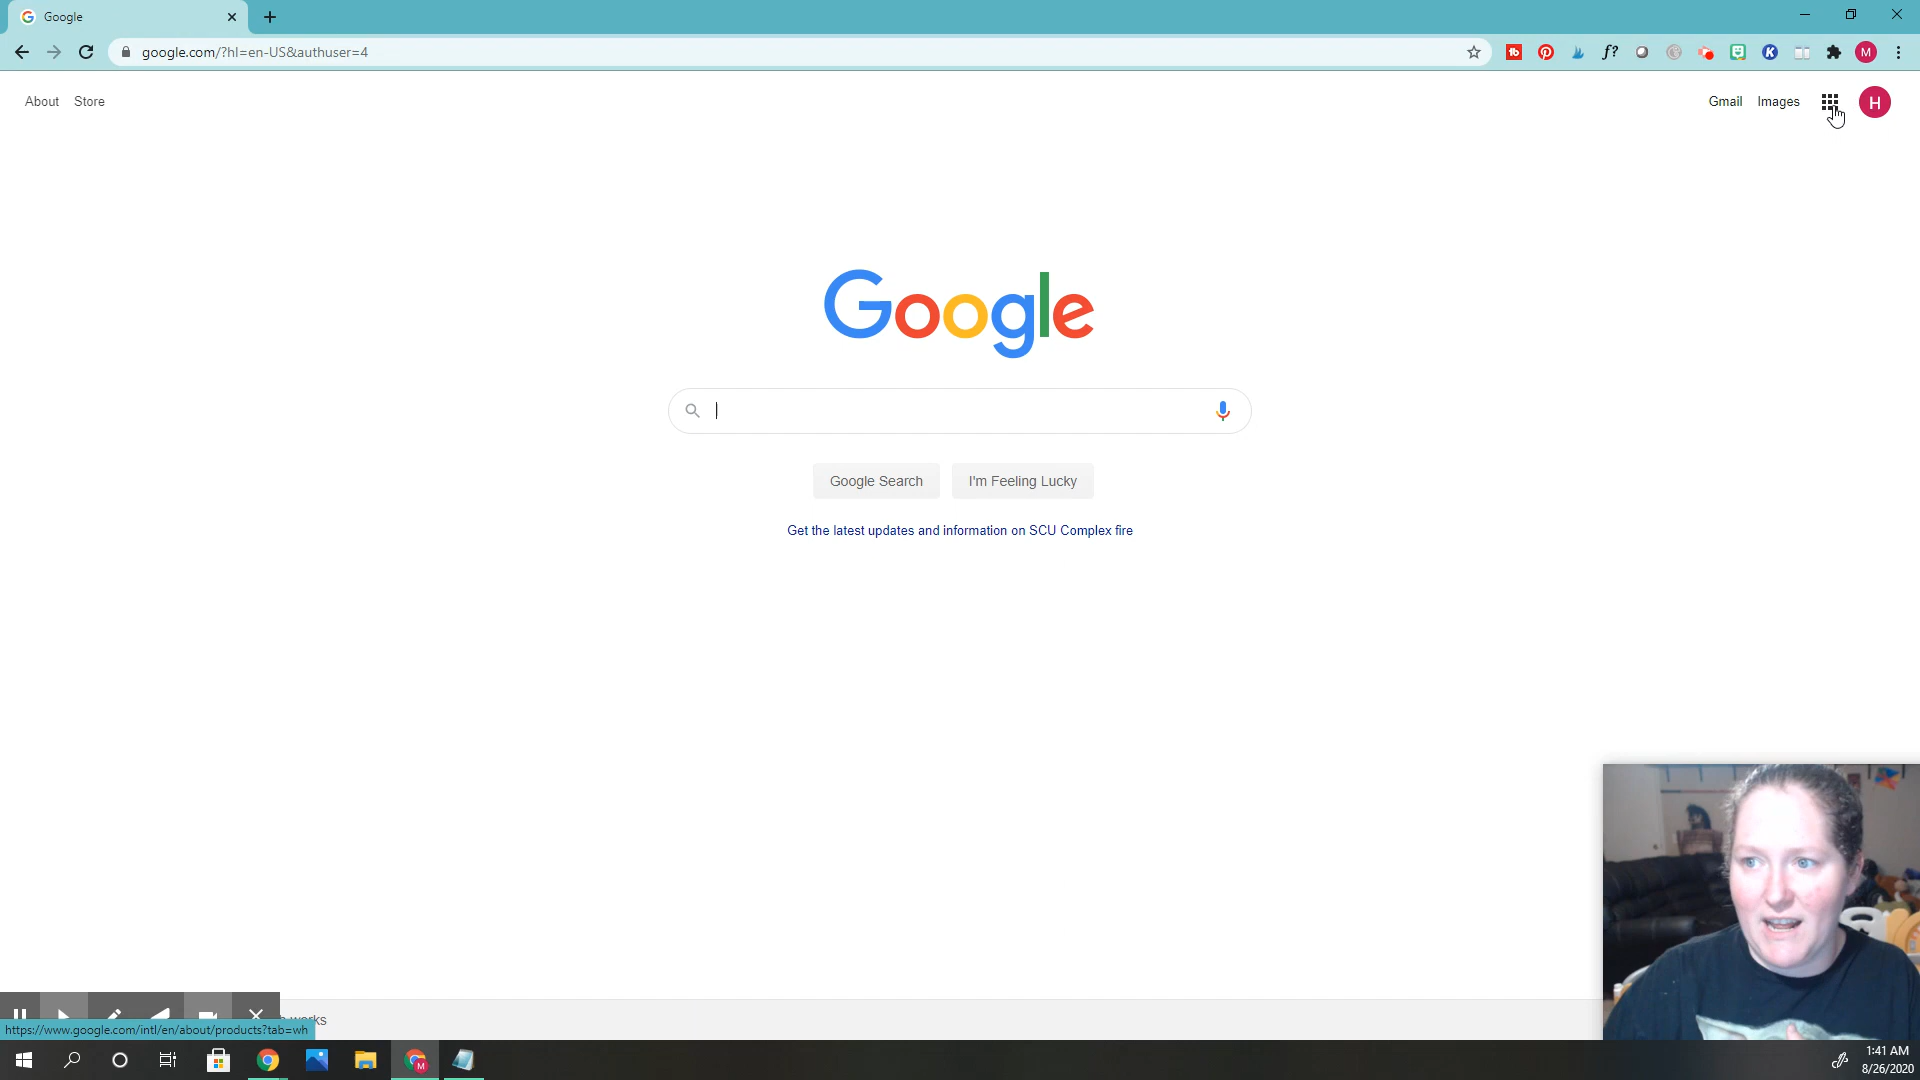 Google
google.com/?hl=en-US&authuser=4
M
About Store
Gmail Images
H
Google
Google Search
I'm Feeling Lucky
Get the latest updates and information on SCU Complex fire
works
https://www.google.com/intl/en/about/products?tab=wh
M
1:41 AM
8/26/2020